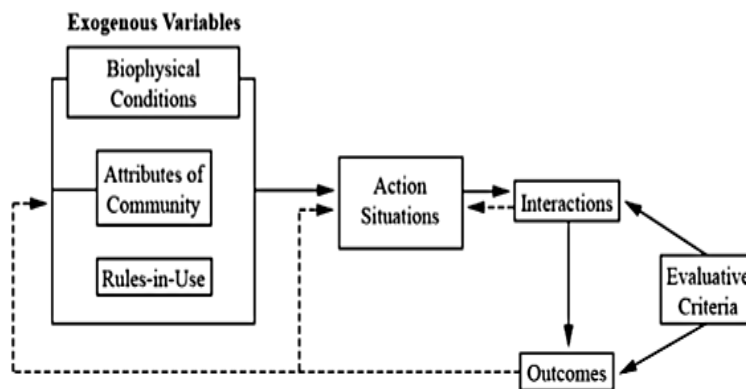 Exogenous Variables
Biophysical
Conditions
Attributes of
Community
Rules-in-Use
Action
Situations
Interactions
Evaluative
Criteria
Outcomes